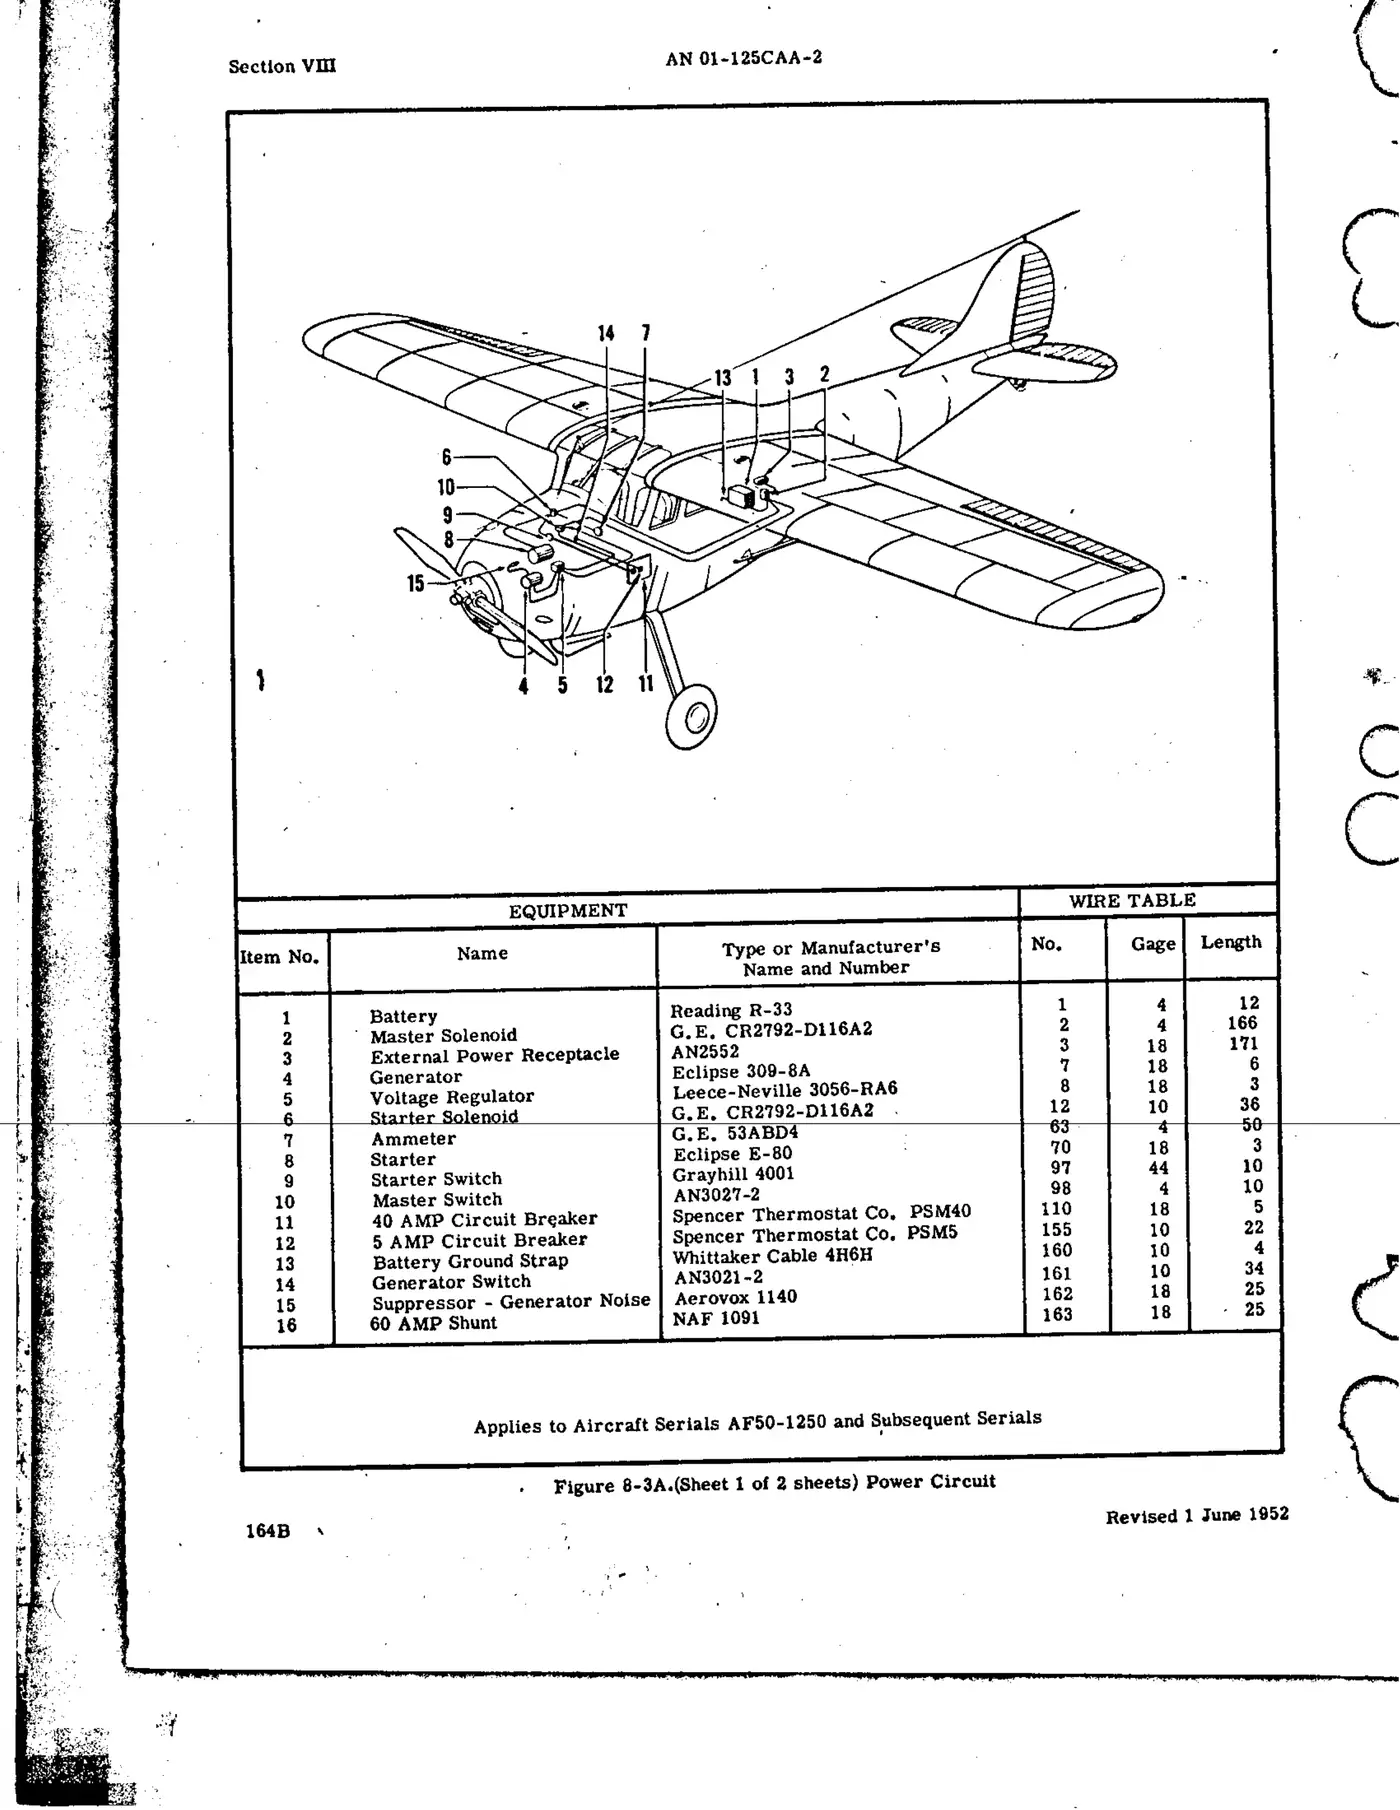 Section VIII
AN 01-125CAA-2
14 7
13 1 3 2
6
10
9
8
15
4 5 12 11
1
EQUIPMENT WIRE TABLE
Item No. Name Type or Manufacturer's Name and Number No. Gage Length
1 Battery Reading R-33 1 4 12
2 Master Solenoid G.E. CR2792-D116A2 2 4 166
3 External Power Receptacle AN2552 3 18 171
4 Generator Eclipse 309-8A 7 18 6
5 Voltage Regulator Leece-Neville 3056-RA6 8 18 3
6 Starter Solenoid G.E. CR2792-D116A2 12 10 36
7 Ammeter G.E. 53ABD4 63 4 50
8 Starter Eclipse E-80 70 18 3
9 Starter Switch Grayhill 4001 97 44 10
10 Master Switch AN3027-2 98 4 10
11 40 AMP Circuit Breaker Spencer Thermostat Co. PSM40 110 18 5
12 5 AMP Circuit Breaker Spencer Thermostat Co. PSM5 155 10 22
13 Battery Ground Strap Whittaker Cable 4H6H 160 10 4
14 Generator Switch AN3021-2 161 10 34
15 Suppressor - Generator Noise Aerovox 1140 162 18 25
16 60 AMP Shunt NAF 1091 163 18 25
Applies to Aircraft Serials AF50-1250 and Subsequent Serials
Figure 8-3A.(Sheet 1 of 2 sheets) Power Circuit
164B
Revised 1 June 1952